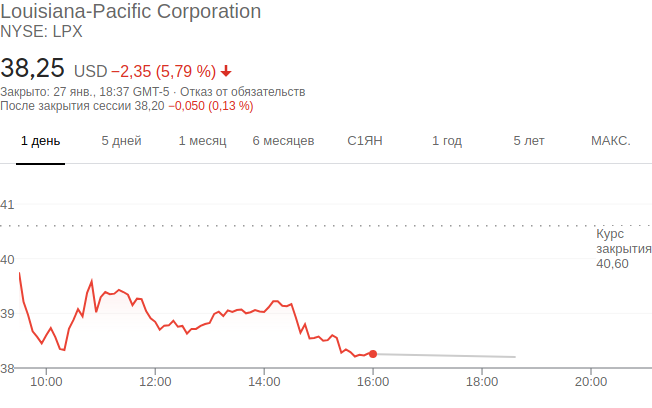 Louisiana-Pacific Corporation
NYSE: LPX
38,25 USD −2,35 (5,79 %)
Закрыто: 27 янв., 18:37 GMT-5 · Отказ от обязательств
После закрытия сессии 38,20 −0,050 (0,13 %)
1 день 5 дней 1 месяц 6 месяцев С1ЯН 1 год 5 лет МАКС.
41
Курс
закрытия
40,60
40
39
38
10:00 12:00 14:00 16:00 18:00 20:00